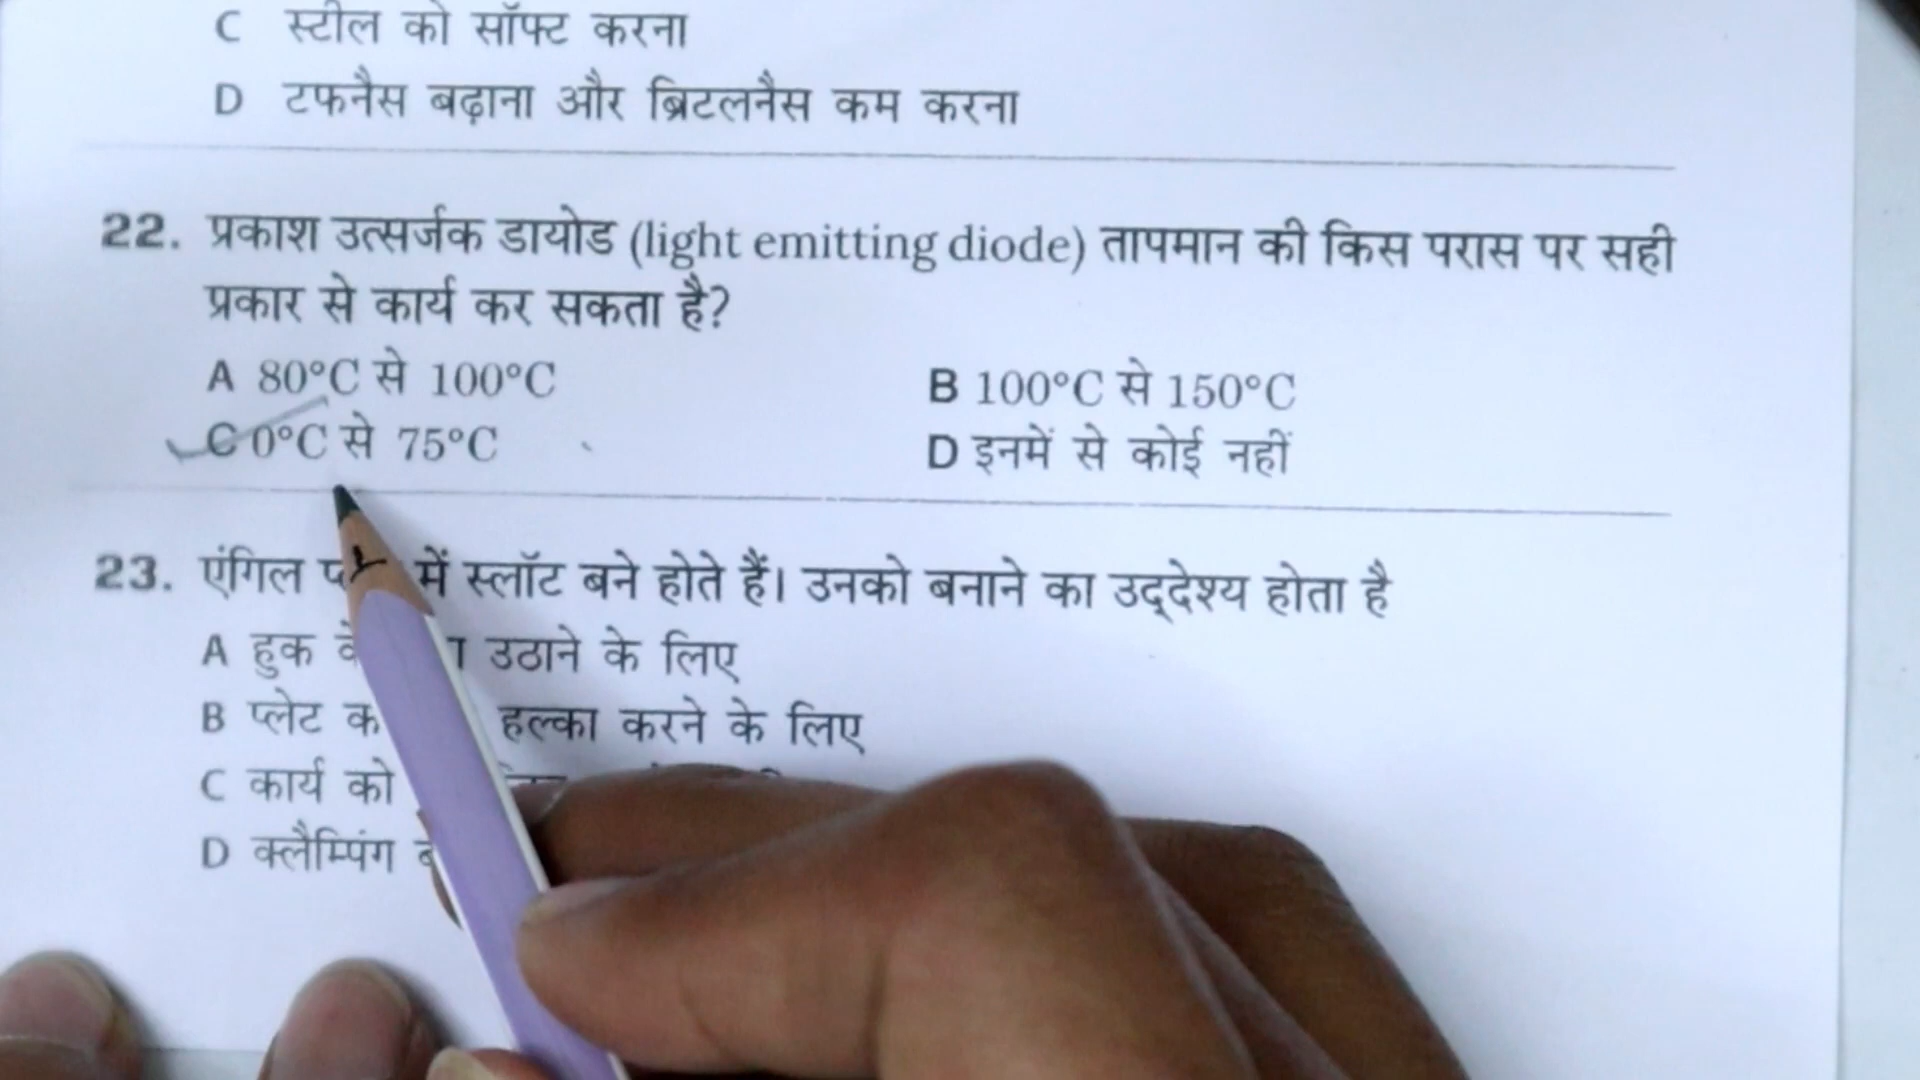 C स्टील को सॉफ्ट करना
D टफनैस बढ़ाना और ब्रिटलनैस कम करना
22. प्रकाश उत्सर्जक डायोड (light emitting diode) तापमान की किस परास पर सही
प्रकार से कार्य कर सकता है?
A 80°C से 100°C B 100°C से 150°C
C 0°C से 75°C D इनमें से कोई नहीं
23. एंगिल में स्लॉट बने होते हैं। उनको बनाने का उद्देश्य होता है
A हुक उठाने के लिए
B प्लेट हल्का करने के लिए
C कार्य को
D क्लैम्पिंग